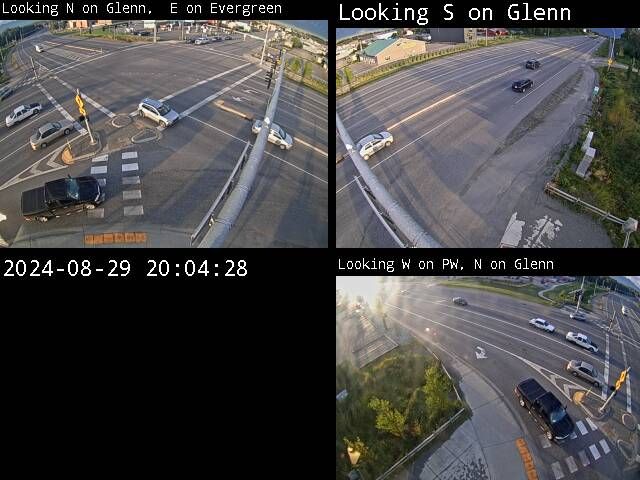 Looking N on Glenn,  E on Evergreen
Looking S on Glenn
2024-08-29 20:04:28
Looking W on PW, N on Glenn